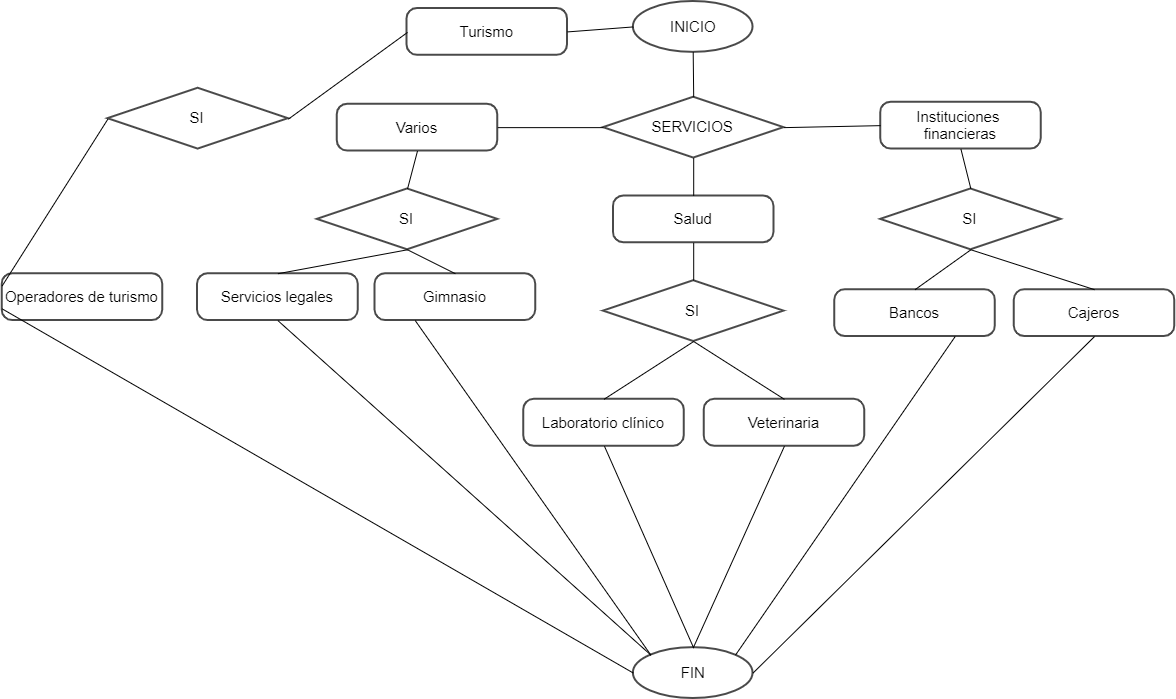 INICIO
Turismo
SI
Varios
SERVICIOS
Instituciones
financieras
SI
Salud
SI
Operadores de turismo
Servicios legales
Gimnasio
SI
Bancos
Cajeros
Laboratorio clínico
Veterinaria
FIN